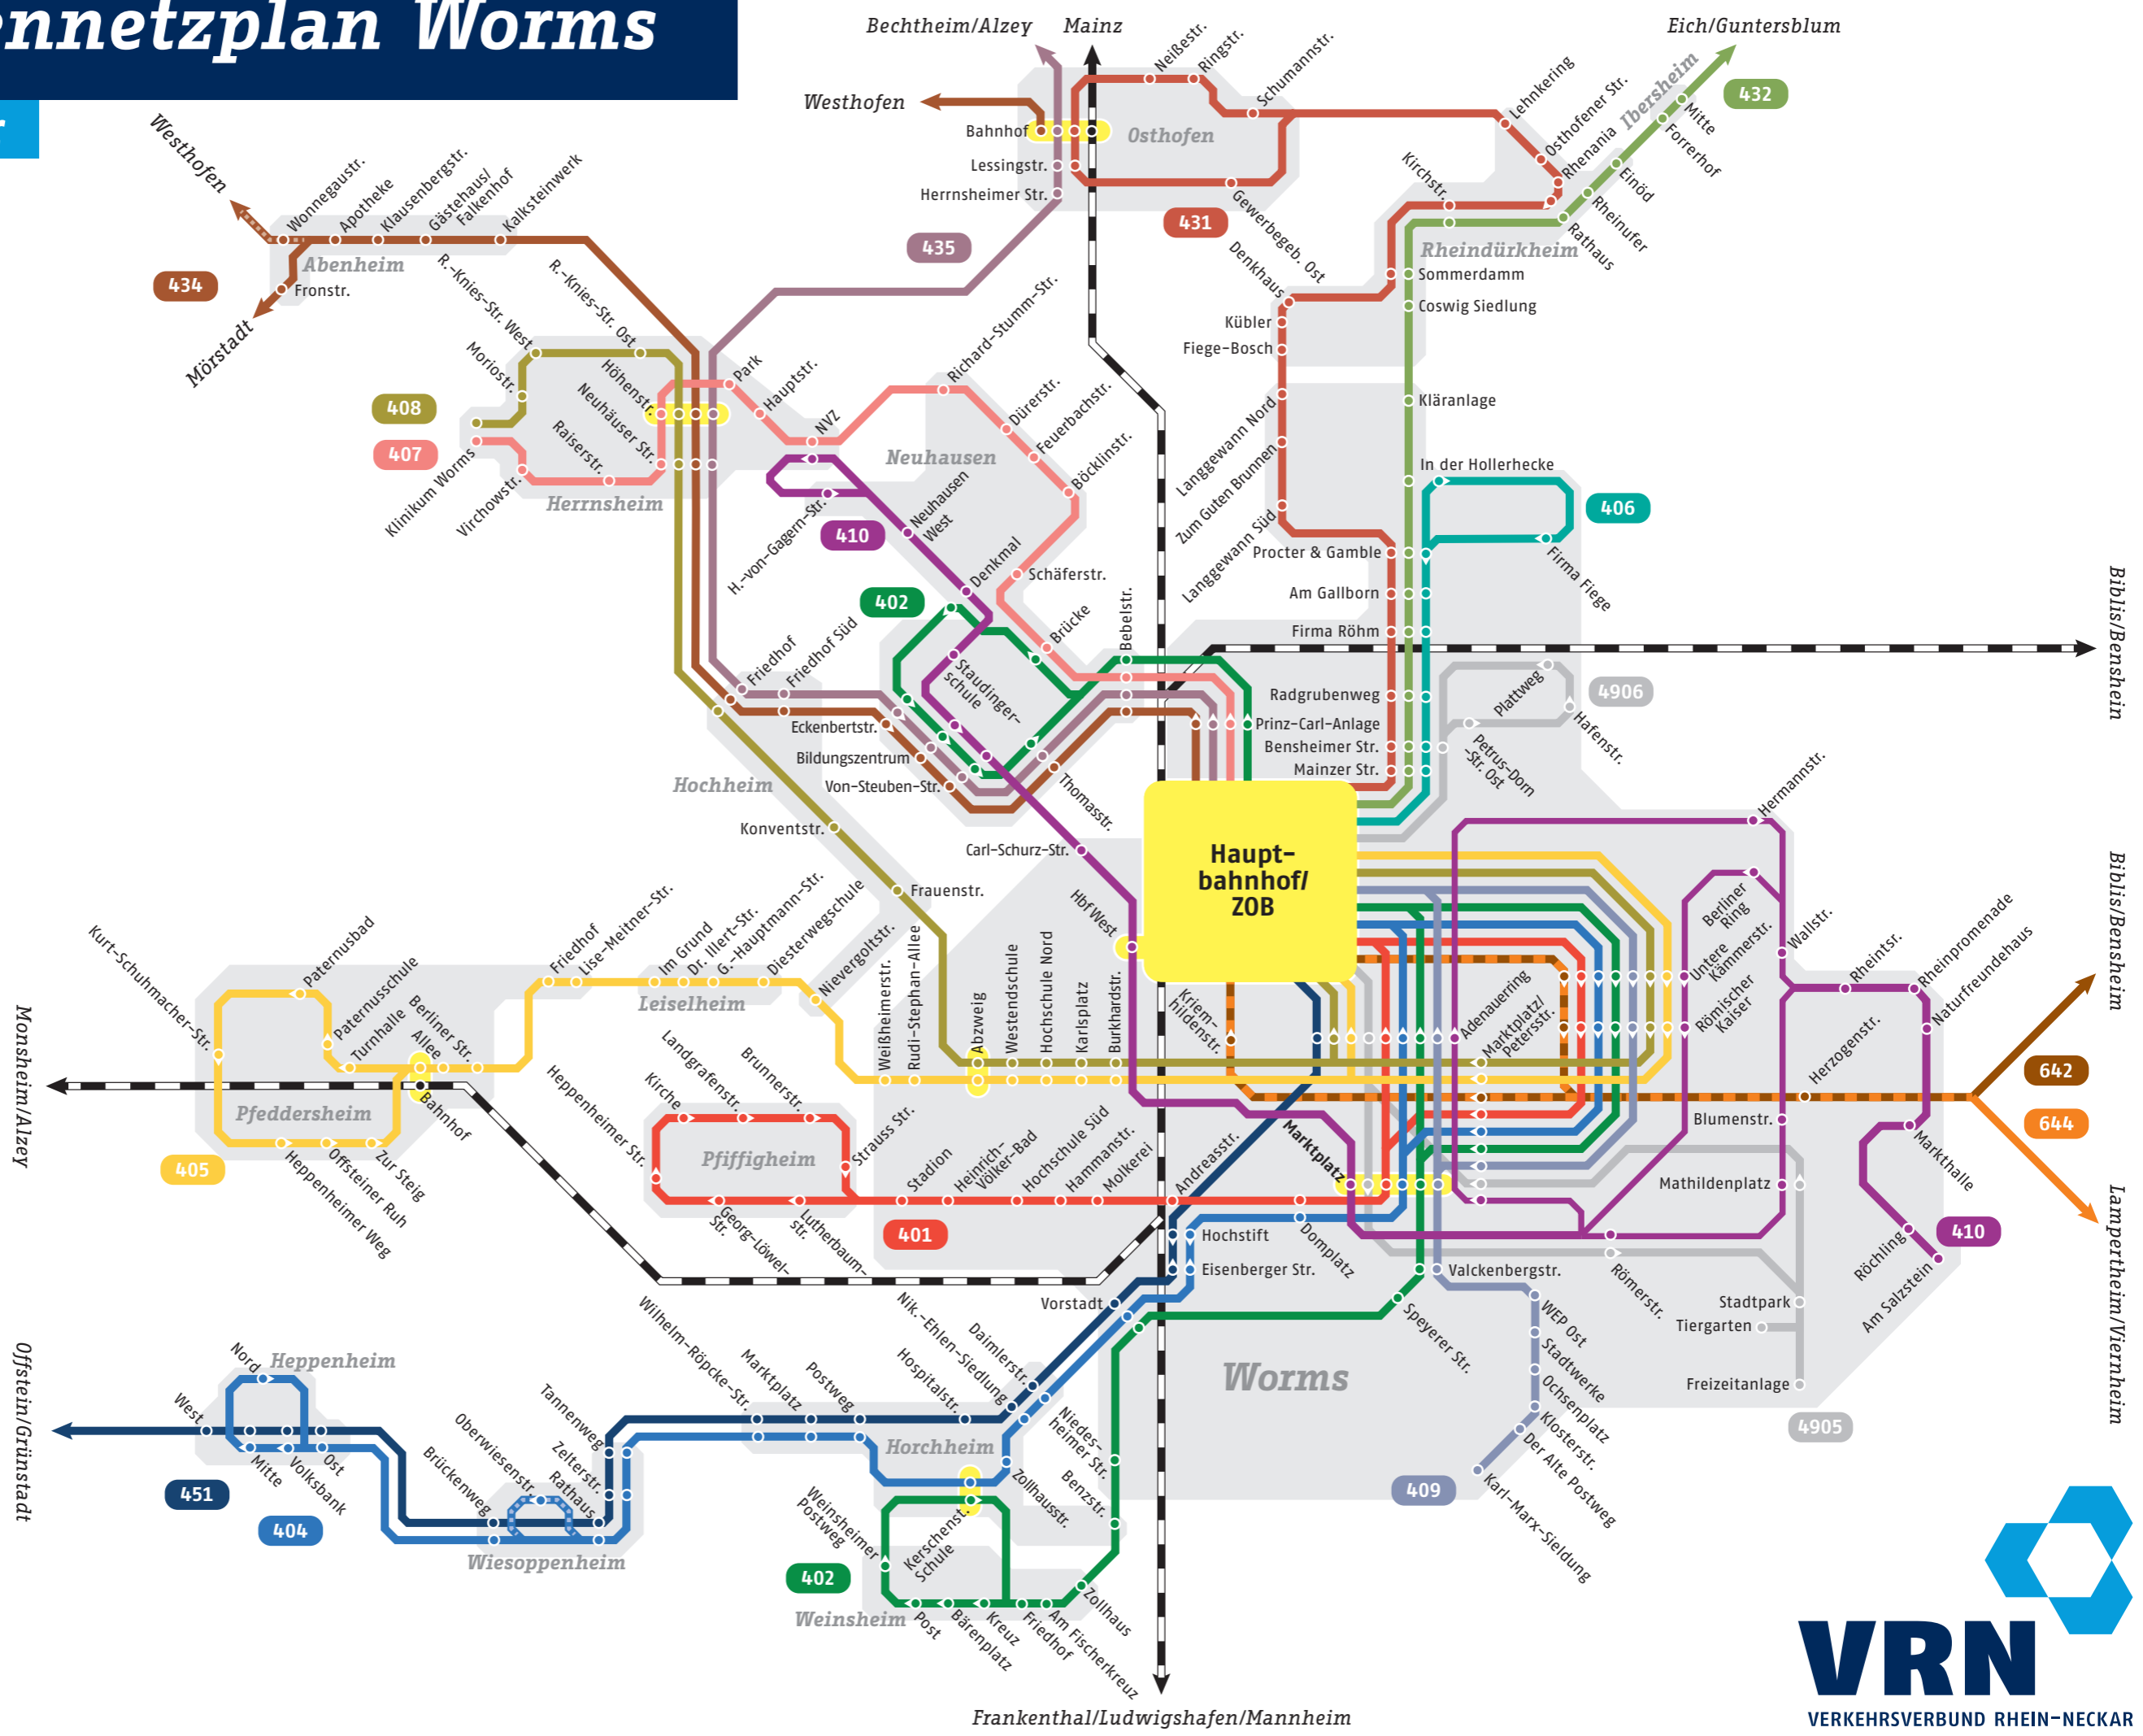 ennetzplan Worms
Bechtheim/Alzey
Mainz
Eich/Guntersblum
Westhofen
Neißestr.
Ringstr.
Schumannstr.
Lehnkering
Osthofener Str.
Rhenania
Ibersheim
Mitte
Forrerhof
432
Bahnhof
Osthofen
Lessingstr.
Herrnsheimer Str.
Gewerbegeb. Ost
431
435
Kirchstr.
Einöd
Rheinufer
Rathaus
Rheindürkheim
Westhofen
Wonnegaustr.
Apotheke
Klausenbergstr.
Gästehaus/
Falkenhof
Kalksteinwerk
Abenheim
434
Fronstr.
Mörstadt
Denkhaus
Sommerdamm
Coswig Siedlung
Kübler
Fiege-Bosch
Kläranlage
Langgewann Nord
Zum Guten Brunnen
Langgewann Süd
In der Hollerhecke
406
Firma Fiege
Procter & Gamble
Am Gallborn
Firma Röhm
Radgrubenweg
Prinz-Carl-Anlage
Bensheimer Str.
Mainzer Str.
Plattweg
4906
Hafenstr.
Petrus-Dorn
-Str. Ost
Biblis/Bensheim
R.-Knies-Str. West
R.-Knies-Str. Ost
Moriostr.
Höhenstr.
Neuhäuser Str.
Raiserstr.
408
407
Klinikum Worms
Virchowstr.
Herrnsheim
Park
Hauptstr.
NVZ
Richard-Stumm-Str.
Dürerstr.
Feuerbachstr.
Böcklinstr.
Neuhausen
H.-von-Gagern-Str.
410
Neuhausen
West
Denkmal
Schäferstr.
402
Brücke
Bebelstr.
Staudinger-
schule
Friedhof
Friedhof Süd
Eckenbertstr.
Bildungszentrum
Von-Steuben-Str.
Thomasstr.
Hochheim
Konventstr.
Carl-Schurz-Str.
Frauenstr.
Hbf West
Haupt-
bahnhof/
ZOB
Hermannstr.
Berliner
Ring
Wallstr.
Untere
Kämmererstr.
Römischer
Kaiser
Rheintsr.
Rheinpromenade
Naturfreundehaus
Biblis/Bensheim
Adenauerring
Marktplatz/
Petersstr.
Kriem-
hildenstr.
Herzogenstr.
642
644
Blumenstr.
Markthalle
Mathildenplatz
Röchling
410
Am Salzstein
Lampertheim/Viernheim
Kurt-Schuhmacher-Str.
Paternusbad
Paternusschule
Turnhalle
Berliner
Allee
Str.
Bahnhof
Pfeddersheim
405
Heppenheimer Weg
Offsteiner Ruh
Zur Steig
Monsheim/Alzey
Friedhof
Lise-Meitner-Str.
Im Grund
Dr. Illert-Str.
G.-Hauptmann-Str.
Diesterwegschule
Leiselheim
Nievergoltstr.
Weißheimerstr.
Rudi-Stephan-Allee
Abzweig
Westendschule
Hochschule Nord
Karlsplatz
Burkhardstr.
Heppenheimer Str.
Kirche
Landgrafenstr.
Brunnerstr.
Strauss Str.
Pfiffigheim
Georg-Löwel-
Str.
Lutherbaum-
str.
401
Stadion
Heinrich-
Völker-Bad
Hochschule Süd
Hammanstr.
Molkerei
Andreasstr.
Marktplatz
Hochstift
Eisenberger Str.
Domplatz
Valckenbergstr.
Speyerer Str.
Römerstr.
Stadtpark
Tiergarten
Freizeitanlage
4905
WEP Ost
Stadtwerke
Ochsenplatz
Klosterstr.
Der Alte Postweg
Karl-Marx-Sieldung
409
Worms
Vorstadt
Wilhelm-Röpcke-Str.
Marktplatz
Postweg
Nik.-Ehlen-Siedlung
Hospitalstr.
Daimlerstr.
Horchheim
Niedes-
heimer Str.
Benzstr.
Zollhausstr.
Offstein/Grünstadt
Nord
Heppenheim
West
Mitte
Volksbank
Ost
451
404
Brückenweg
Oberwiesenstr.
Tannenweg
Zeiterstr.
Rathaus
Wiesoppenheim
Weinsheimer
Postweg
Kerschenst.
Schule
402
Weinsheim
Post
Bärenplatz
Kreuz
Friedhof
Am Fischerkreuz
Zollhaus
Frankenthal/Ludwigshafen/Mannheim
VRN
VERKEHRSVERBUND RHEIN-NECKAR